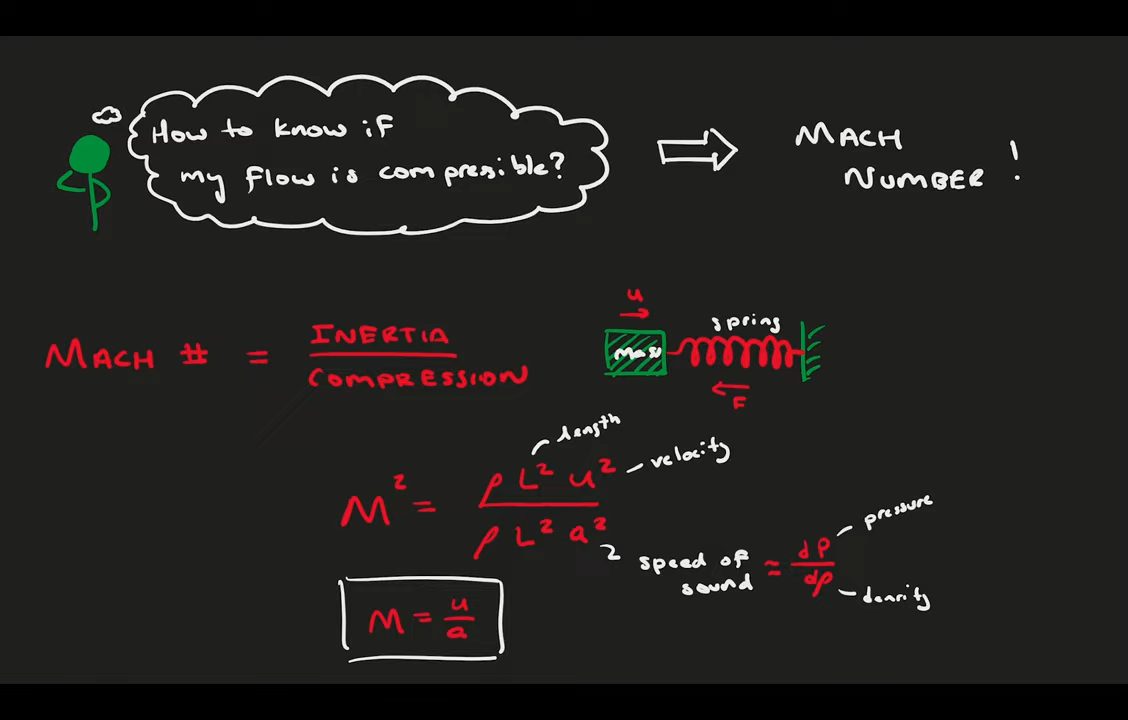 How to know if
my flow is compresible?
MACH
NUMBER !
MACH # = INERTIA
COMPRESSION
u
spring
mass
F
length
velocity
M² = ρ L² u²
ρ L² a²
pressure
speed of
sound ≈ dP
dρ
density
M = u
a